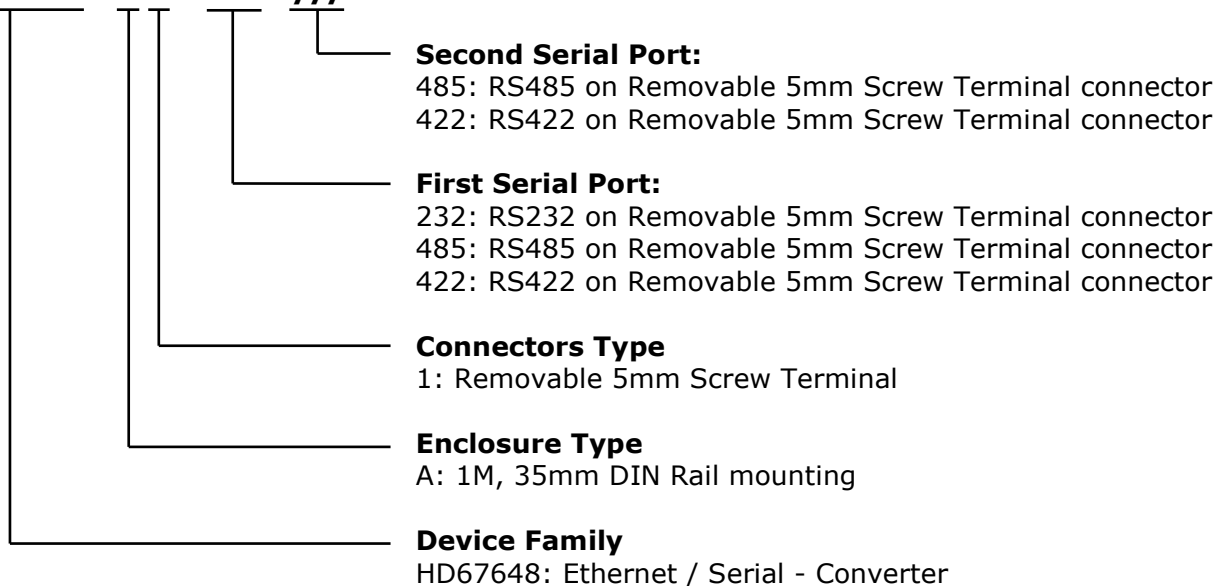 Second Serial Port:
485: RS485 on Removable 5mm Screw Terminal connector
422: RS422 on Removable 5mm Screw Terminal connector
First Serial Port:
232: RS232 on Removable 5mm Screw Terminal connector
485: RS485 on Removable 5mm Screw Terminal connector
422: RS422 on Removable 5mm Screw Terminal connector
Connectors Type
1: Removable 5mm Screw Terminal
Enclosure Type
A: 1M, 35mm DIN Rail mounting
Device Family
HD67648: Ethernet / Serial - Converter